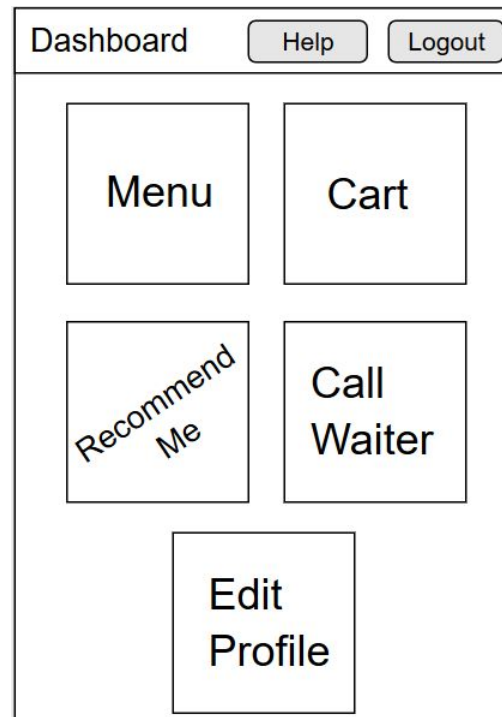 Dashboard Help Logout
Menu Cart
Recommend
Me
Call
Waiter
Edit
Profile